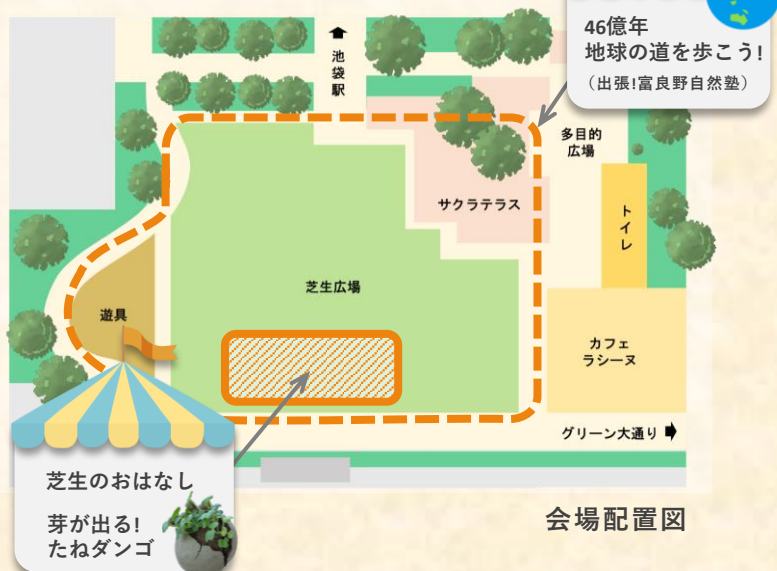 46億年
地球の道を歩こう!
（出張!富良野自然塾）
池袋駅
多目的
広場
サクラテラス
トイレ
芝生広場
遊具
カフェ
ラシーヌ
グリーン大通り
芝生のおはなし
芽が出る!
たねダンゴ
会場配置図